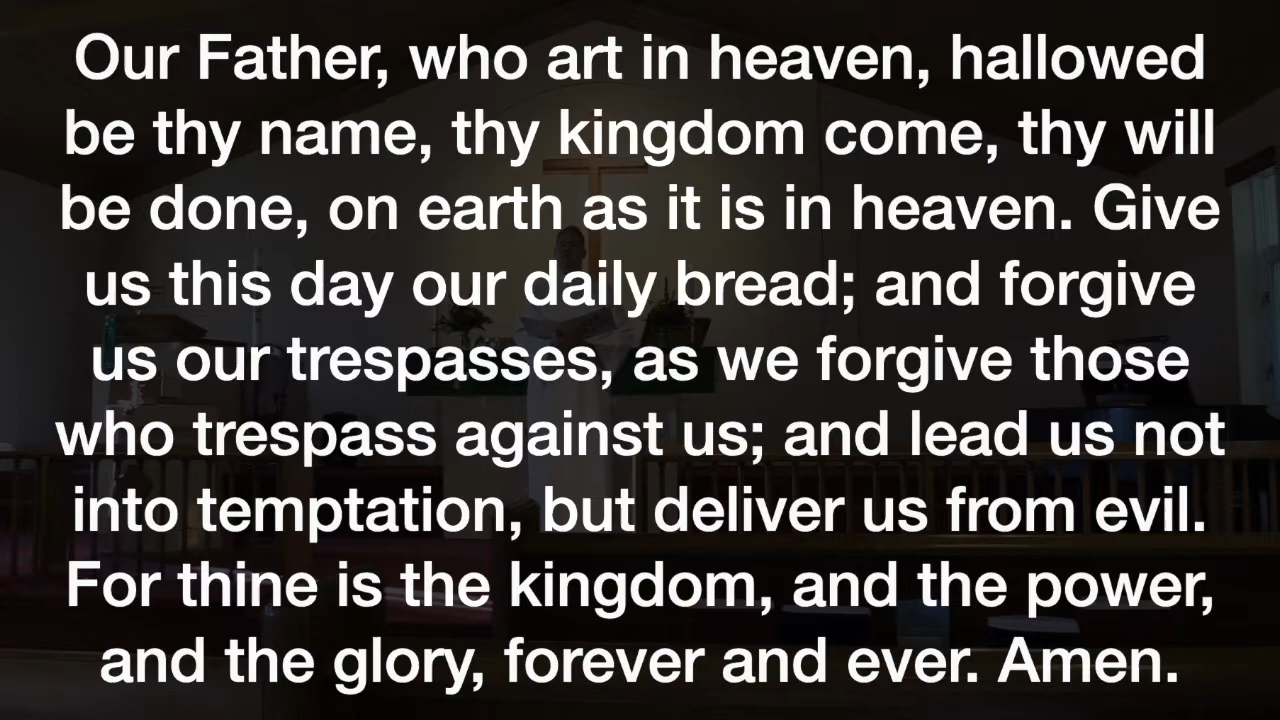 Our Father, who art in heaven, hallowed
be thy name, thy kingdom come, thy will
be done, on earth as it is in heaven. Give
us this day our daily bread; and forgive
us our trespasses, as we forgive those
who trespass against us; and lead us not
into temptation, but deliver us from evil.
For thine is the kingdom, and the power,
and the glory, forever and ever. Amen.